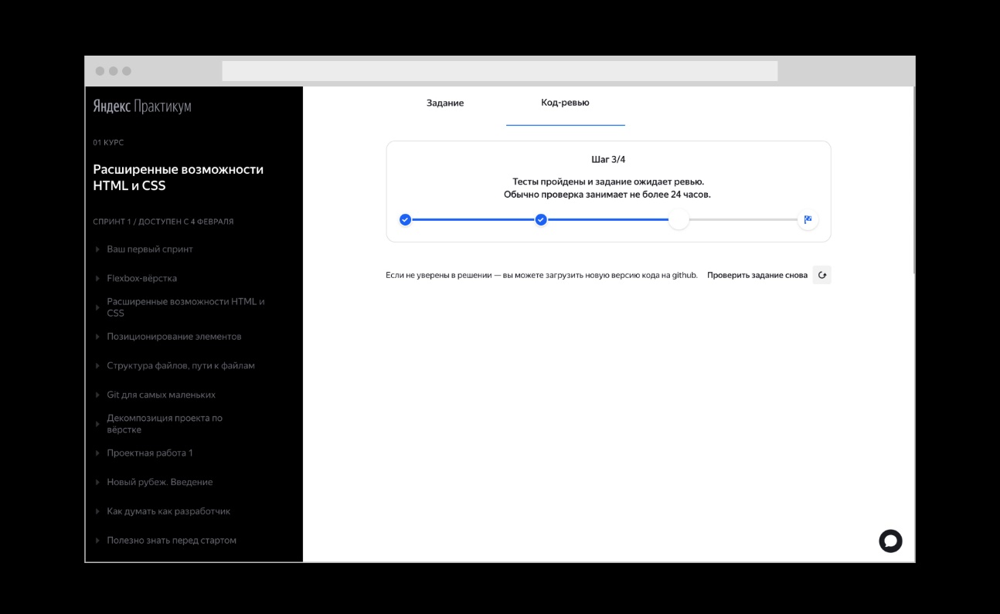 Яндекс Практикум
01 КУРС
Расширенные возможности
HTML и CSS
СПРИНТ 1 / ДОСТУПЕН С 4 ФЕВРАЛЯ
Ваш первый спринт
Flexbox-вёрстка
Расширенные возможности HTML и
CSS
Позиционирование элементов
Структура файлов, пути к файлам
Git для самых маленьких
Декомпозиция проекта по
вёрстке
Проектная работа 1
Новый рубеж. Введение
Как думать как разработчик
Полезно знать перед стартом
Задание
Код-ревью
Шаг 3/4
Тесты пройдены и задание ожидает ревью.
Обычно проверка занимает не более 24 часов.
Если не уверены в решении — вы можете загрузить новую версию кода на github. Проверить задание снова